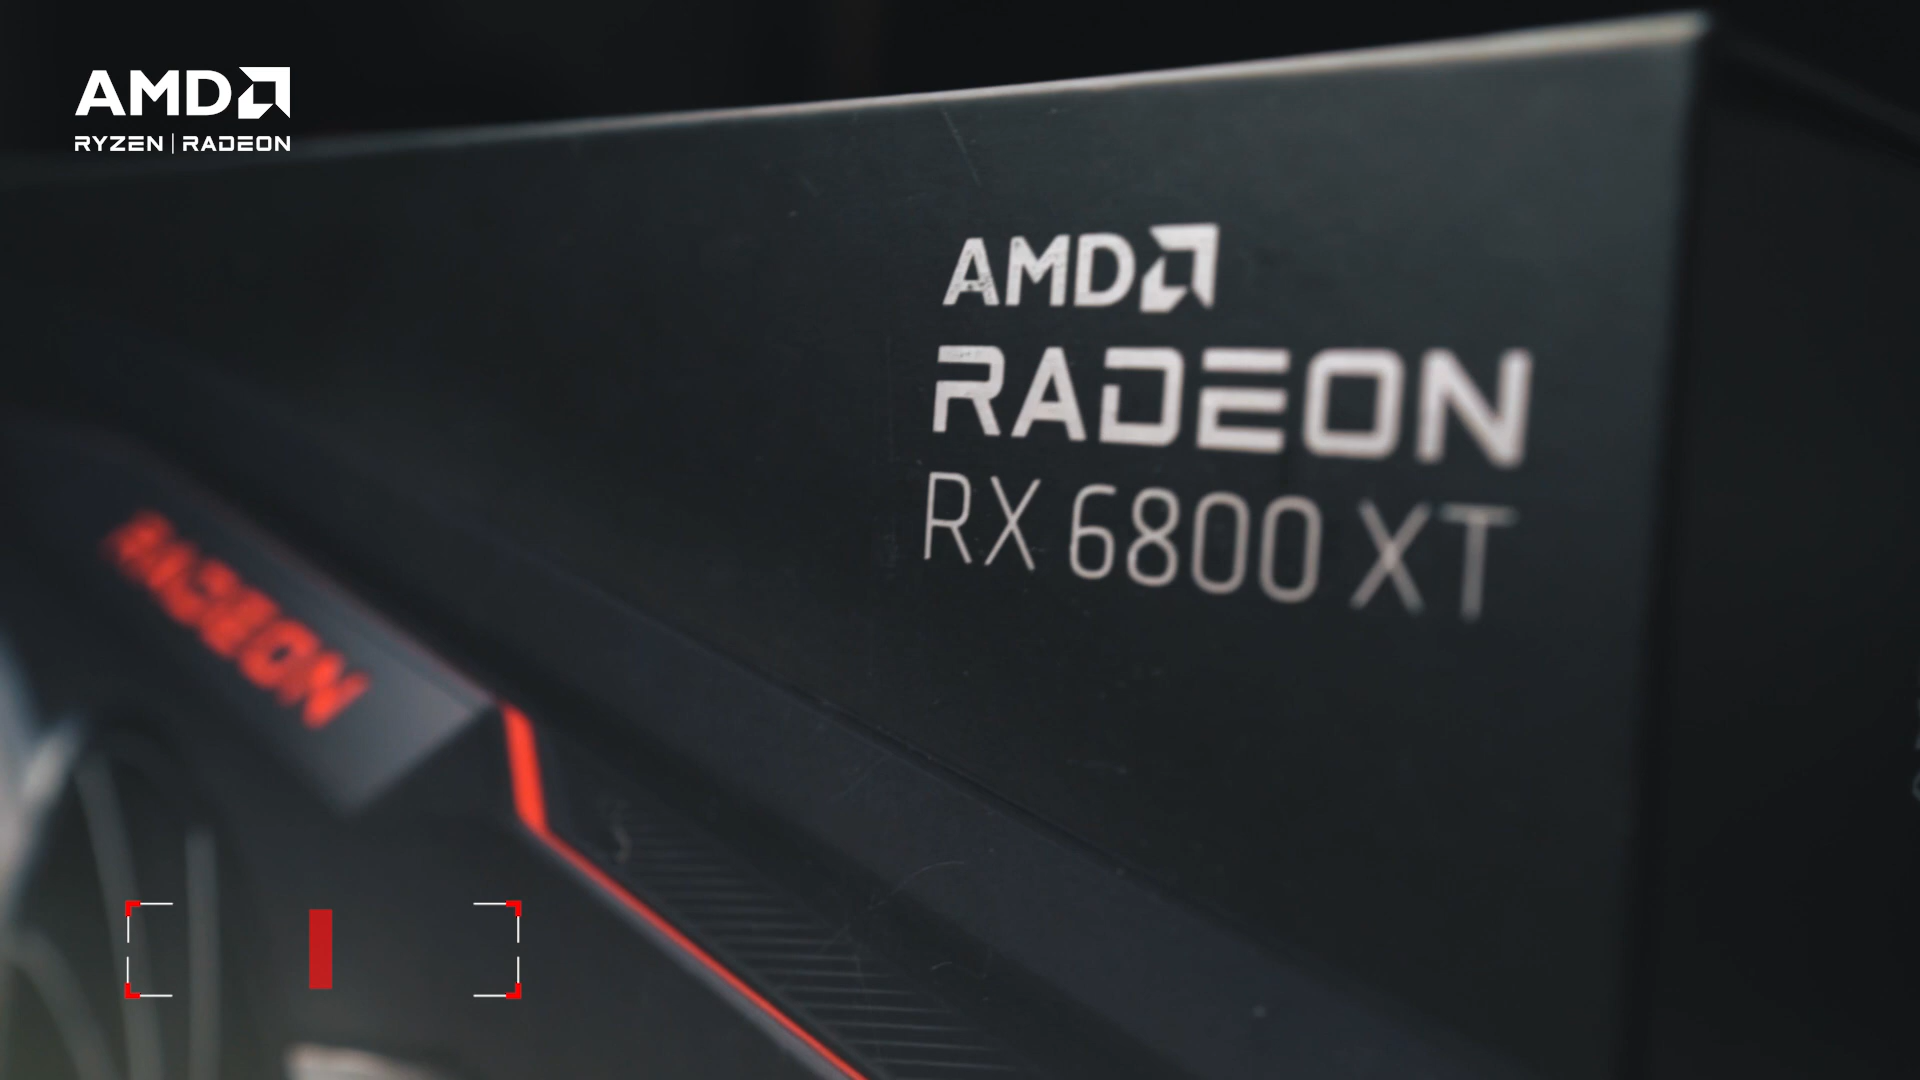 AMD
RYZEN | RADEON
AMD
RADEON
RX 6800 XT
RADEON